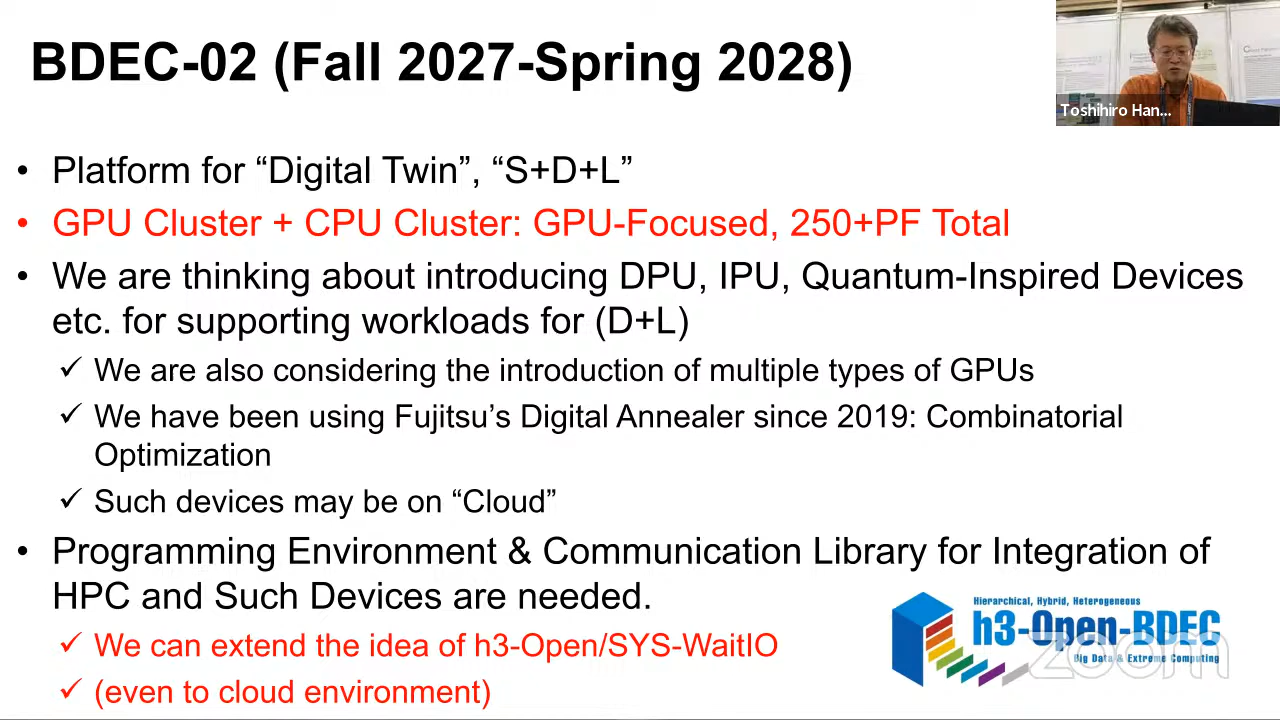 BDEC-02 (Fall 2027-Spring 2028)
Toshihiro Han...
• Platform for “Digital Twin”, “S+D+L”
• GPU Cluster + CPU Cluster: GPU-Focused, 250+PF Total
• We are thinking about introducing DPU, IPU, Quantum-Inspired Devices
etc. for supporting workloads for (D+L)
✓ We are also considering the introduction of multiple types of GPUs
✓ We have been using Fujitsu’s Digital Annealer since 2019: Combinatorial
Optimization
✓ Such devices may be on “Cloud”
• Programming Environment & Communication Library for Integration of
HPC and Such Devices are needed.
✓ We can extend the idea of h3-Open/SYS-WaitIO
✓ (even to cloud environment)
Hierarchical, Hybrid, Heterogeneous
h3-Open-BDEC
Big Data & Extreme Computing
zoom